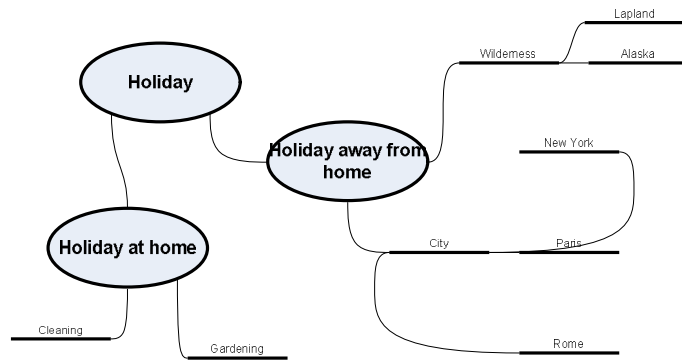 Holiday
Holiday away from
home
Wilderness
Lapland
Alaska
New York
City
Paris
Rome
Holiday at home
Cleaning
Gardening